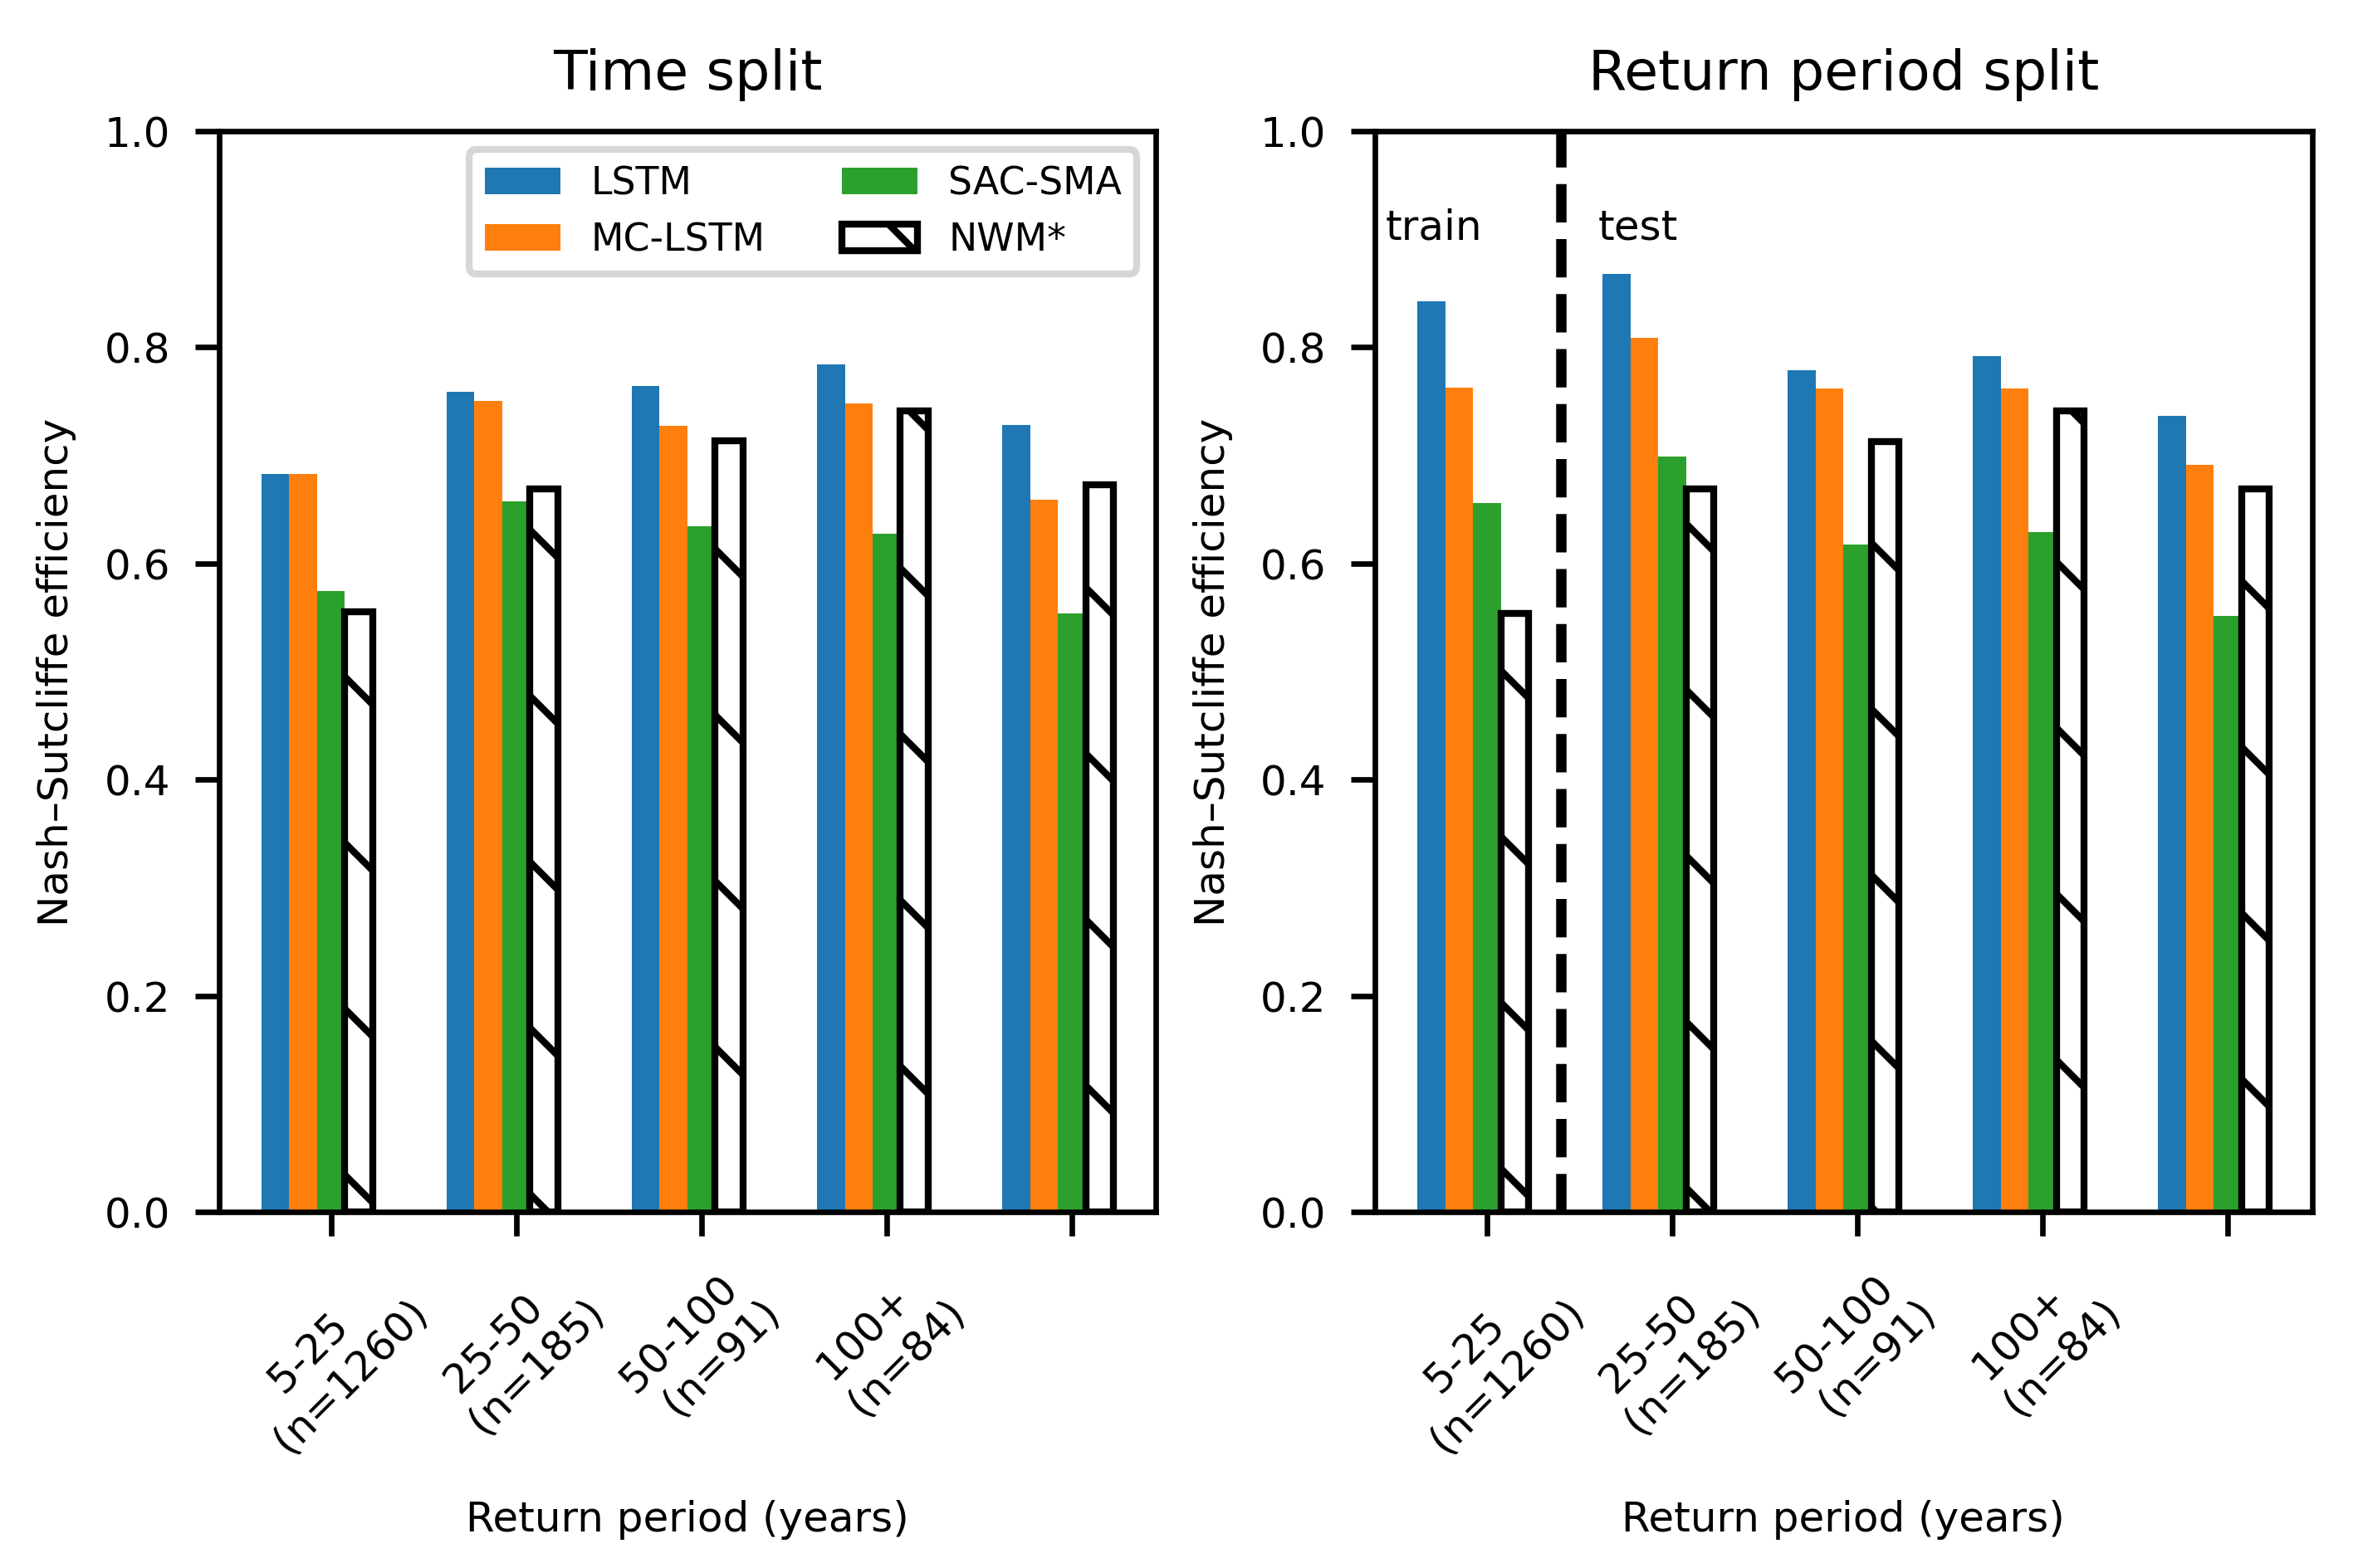 Time split
1.0
0.8
0.6
0.4
0.2
0.0
Nash–Sutcliffe efficiency
LSTM
MC-LSTM
SAC-SMA
NWM*
5-25
(n=1260)
25-50
(n=185)
50-100
(n=91)
100+
(n=84)
Return period (years)
Return period split
1.0
0.8
0.6
0.4
0.2
0.0
Nash–Sutcliffe efficiency
train
test
5-25
(n=1260)
25-50
(n=185)
50-100
(n=91)
100+
(n=84)
Return period (years)